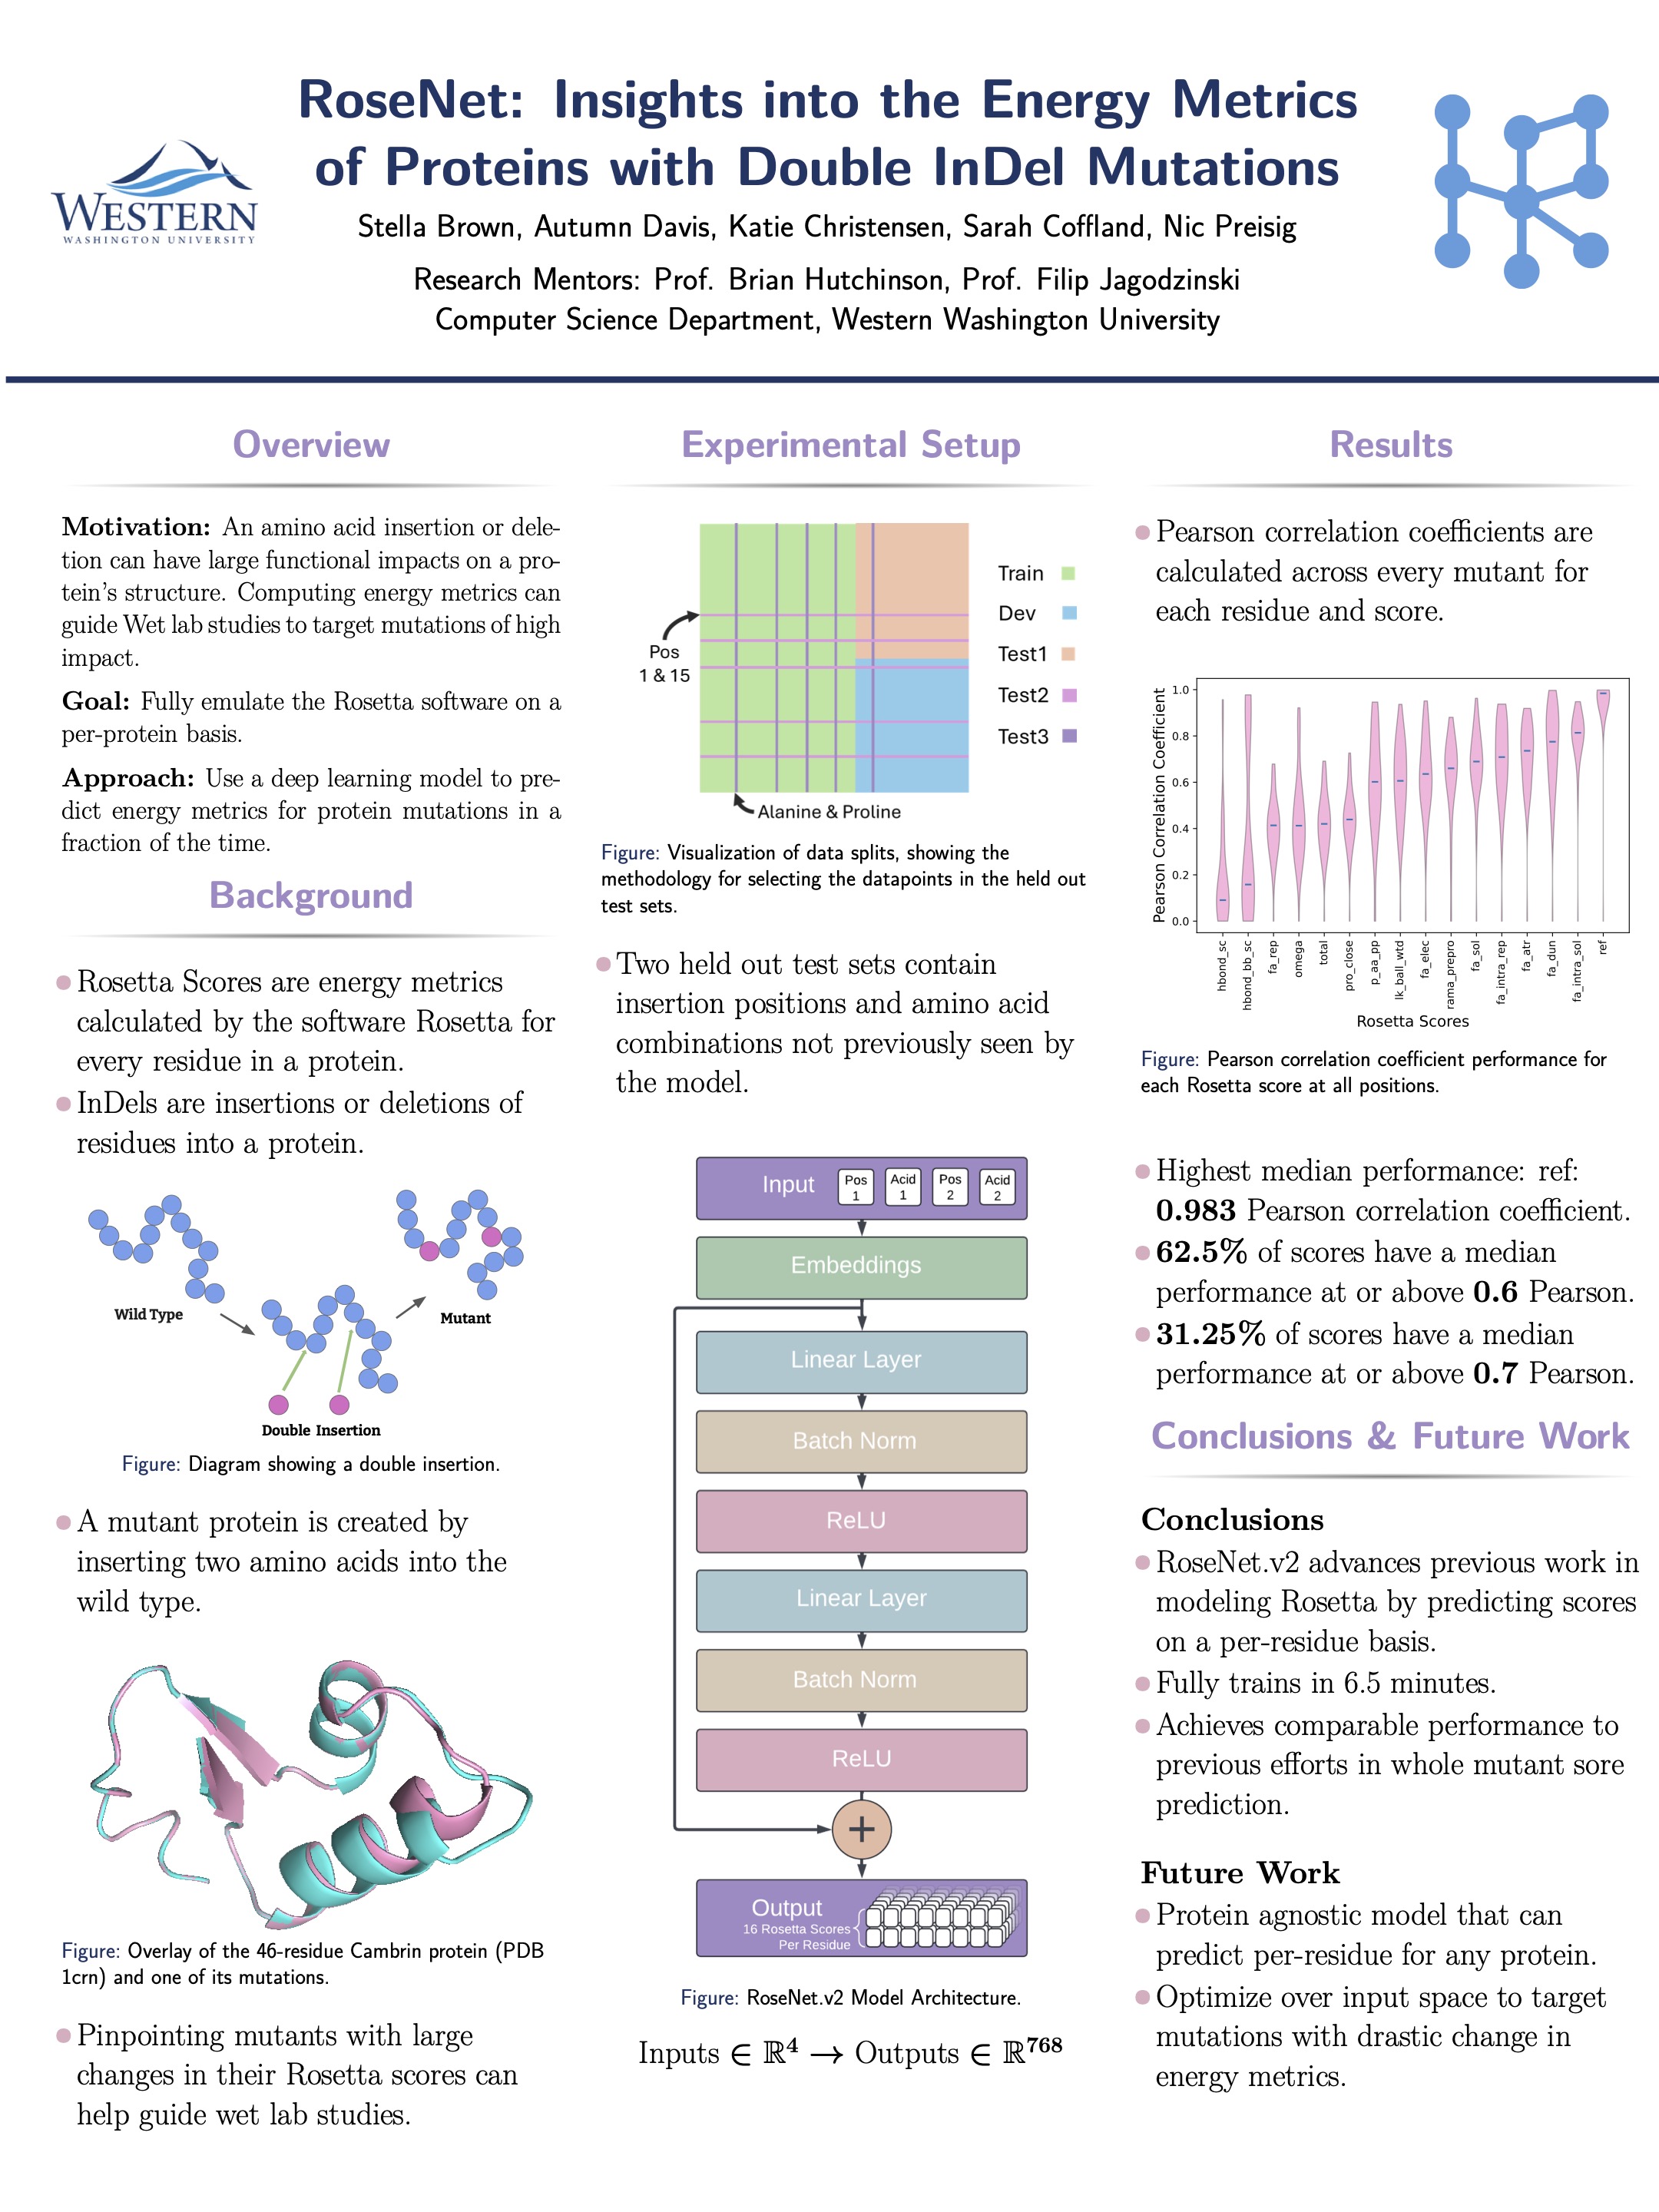 RoseNet: Insights into the Energy Metrics
of Proteins with Double InDel Mutations
WESTERN
WASHINGTON UNIVERSITY
Stella Brown, Autumn Davis, Katie Christensen, Sarah Coffland, Nic Preisig
Research Mentors: Prof. Brian Hutchinson, Prof. Filip Jagodzinski
Computer Science Department, Western Washington University
Overview
Motivation: An amino acid insertion or dele-
tion can have large functional impacts on a pro-
tein's structure. Computing energy metrics can
guide Wet lab studies to target mutations of high
impact.
Goal: Fully emulate the Rosetta software on a
per-protein basis.
Approach: Use a deep learning model to pre-
dict energy metrics for protein mutations in a
fraction of the time.
Background
Rosetta Scores are energy metrics
calculated by the software Rosetta for
every residue in a protein.
InDels are insertions or deletions of
residues into a protein.
Wild Type
Mutant
Double Insertion
Figure: Diagram showing a double insertion.
A mutant protein is created by
inserting two amino acids into the
wild type.
Figure: Overlay of the 46-residue Cambrin protein (PDB
1crn) and one of its mutations.
Pinpointing mutants with large
changes in their Rosetta scores can
help guide wet lab studies.
Experimental Setup
Pos
1 & 15
Alanine & Proline
Train
Dev
Test1
Test2
Test3
Figure: Visualization of data splits, showing the
methodology for selecting the datapoints in the held out
test sets.
Two held out test sets contain
insertion positions and amino acid
combinations not previously seen by
the model.
Input
Pos 1
Acid 1
Pos 2
Acid 2
Embeddings
Linear Layer
Batch Norm
ReLU
Linear Layer
Batch Norm
ReLU
+
Output
16 Rosetta Scores
Per Residue
Figure: RoseNet.v2 Model Architecture.
Inputs ∈ ℝ⁴ → Outputs ∈ ℝ⁷⁶⁸
Results
Pearson correlation coefficients are
calculated across every mutant for
each residue and score.
Pearson Correlation Coefficient
1.0
0.8
0.6
0.4
0.2
0.0
hbond_sc
hbond_bb_sc
fa_rep
omega
total
pro_close
p_aa_pp
lk_ball_wtd
fa_elec
rama_prepro
fa_sol
fa_intra_rep
fa_atr
fa_dun
fa_intra_sol
ref
Rosetta Scores
Figure: Pearson correlation coefficient performance for
each Rosetta score at all positions.
Highest median performance: ref:
0.983 Pearson correlation coefficient.
62.5% of scores have a median
performance at or above 0.6 Pearson.
31.25% of scores have a median
performance at or above 0.7 Pearson.
Conclusions & Future Work
Conclusions
RoseNet.v2 advances previous work in
modeling Rosetta by predicting scores
on a per-residue basis.
Fully trains in 6.5 minutes.
Achieves comparable performance to
previous efforts in whole mutant sore
prediction.
Future Work
Protein agnostic model that can
predict per-residue for any protein.
Optimize over input space to target
mutations with drastic change in
energy metrics.